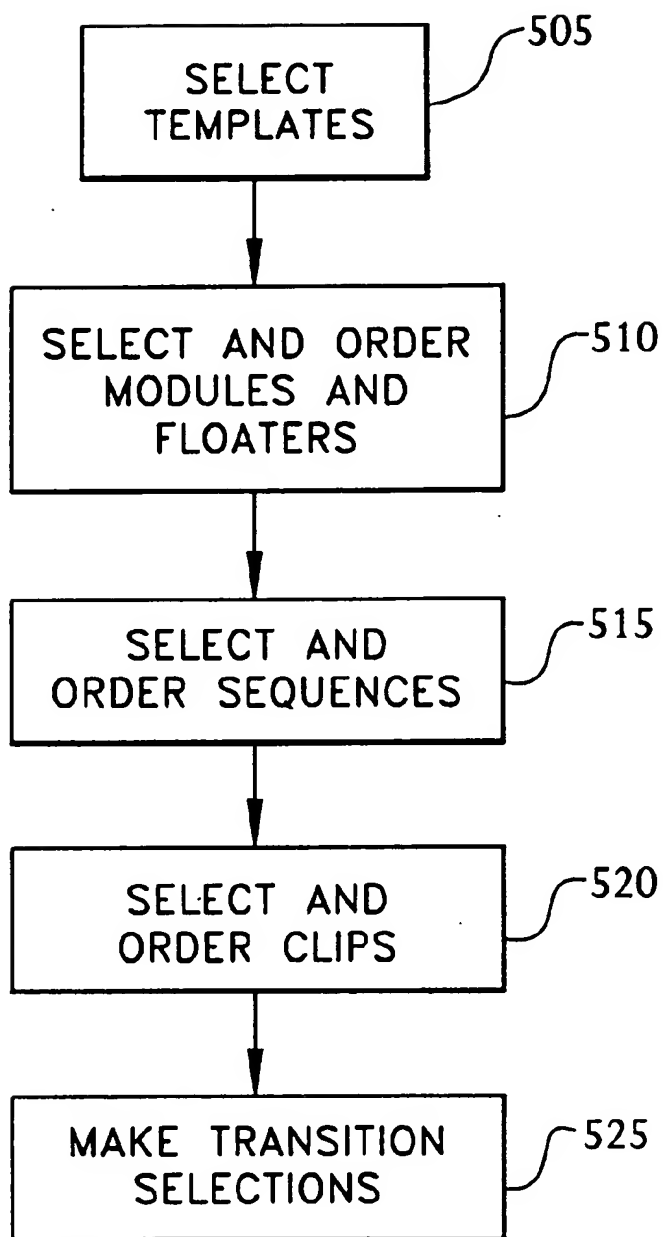 505
SELECT
TEMPLATES
510
SELECT AND ORDER
MODULES AND
FLOATERS
515
SELECT AND
ORDER SEQUENCES
520
SELECT AND
ORDER CLIPS
525
MAKE TRANSITION
SELECTIONS